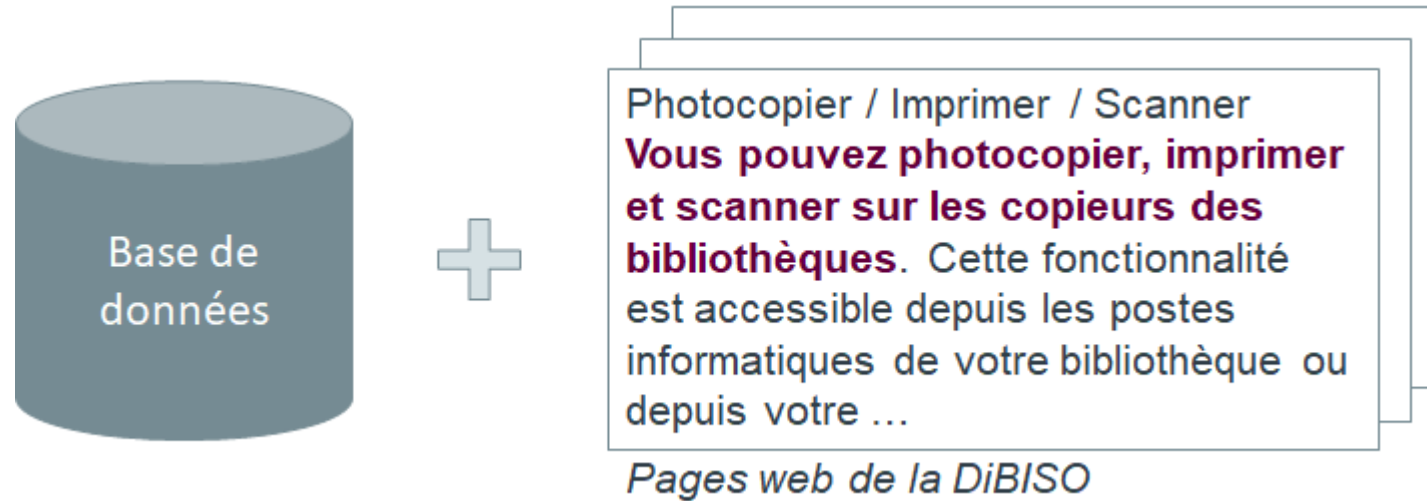 Base de
données
Photocopier / Imprimer / Scanner
Vous pouvez photocopier, imprimer
et scanner sur les copieurs des
bibliothèques. Cette fonctionnalité
est accessible depuis les postes
informatiques de votre bibliothèque ou
depuis votre ...
Pages web de la DiBISO